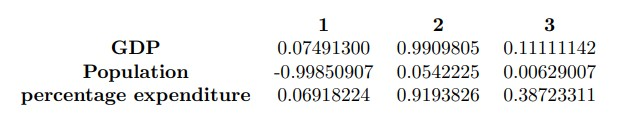 1 2 3
GDP 0.07491300 0.9909805 0.11111142
Population -0.99850907 0.0542225 0.00629007
percentage expenditure 0.06918224 0.9193826 0.38723311